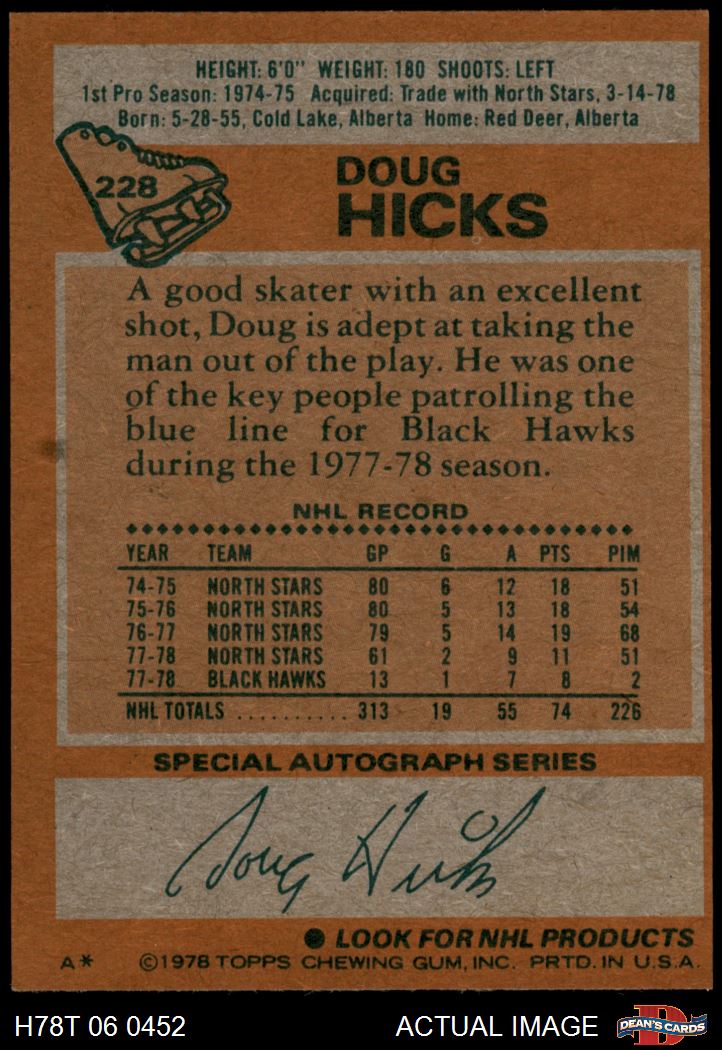 HEIGHT: 6'0" WEIGHT: 180 SHOOTS: LEFT
1st Pro Season: 1974-75 Acquired: Trade with North Stars, 3-14-78
Born: 5-28-55, Cold Lake, Alberta Home: Red Deer, Alberta
228
DOUG
HICKS
A good skater with an excellent
shot, Doug is adept at taking the
man out of the play. He was one
of the key people patrolling the
blue line for Black Hawks
during the 1977-78 season.
NHL RECORD
YEAR TEAM GP G A PTS PIM
74-75 NORTH STARS 80 6 12 18 51
75-76 NORTH STARS 80 5 13 18 54
76-77 NORTH STARS 79 5 14 19 68
77-78 NORTH STARS 61 2 9 11 51
77-78 BLACK HAWKS 13 1 7 8 2
NHL TOTALS .......... 313 19 55 74 226
SPECIAL AUTOGRAPH SERIES
Doug Hicks
● LOOK FOR NHL PRODUCTS
A* ©1978 TOPPS CHEWING GUM, INC. PRTD. IN U.S.A.
H78T 06 0452 ACTUAL IMAGE D DEAN'S CARDS